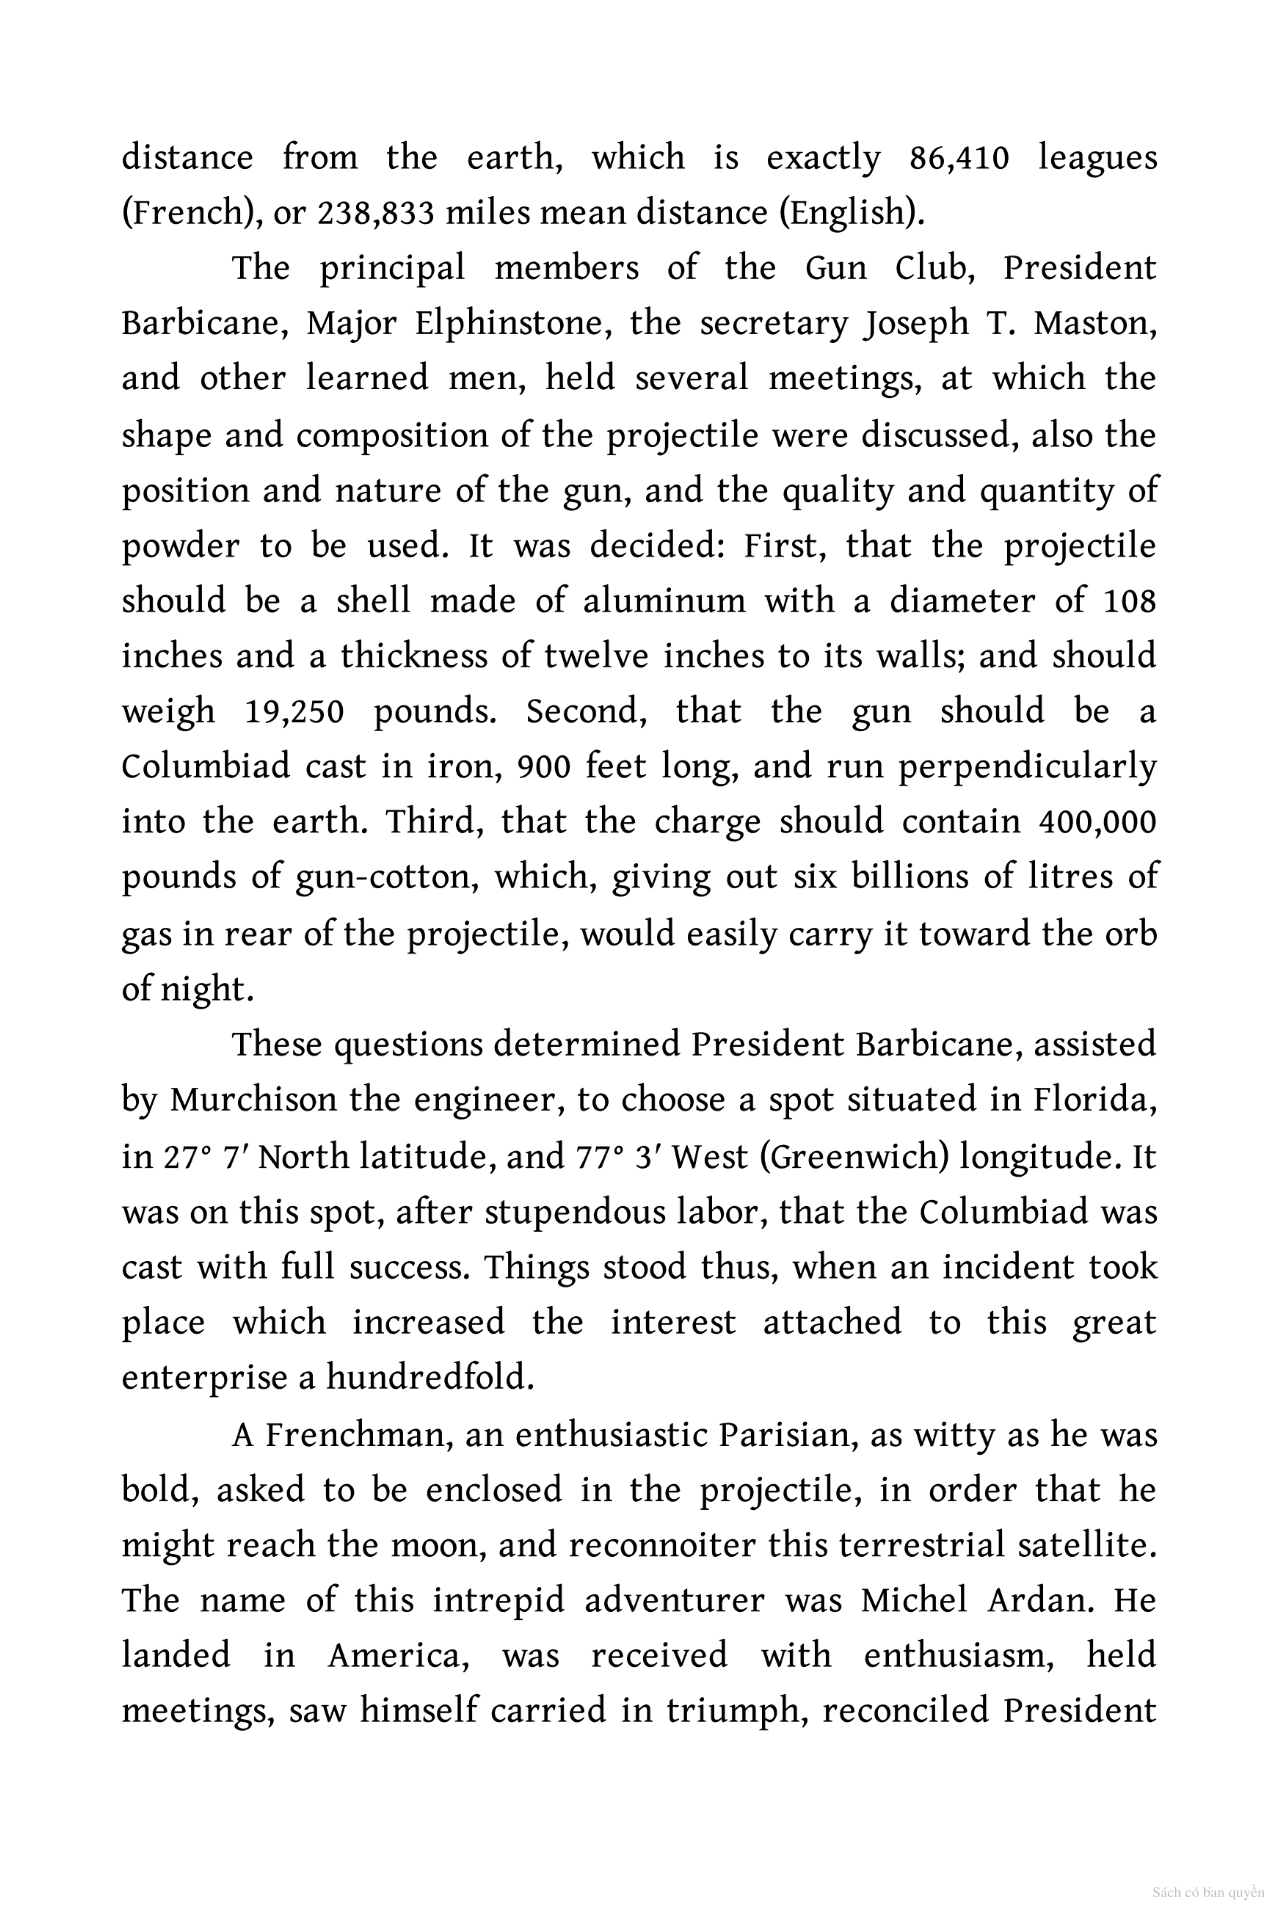 distance from the earth, which is exactly 86,410 leagues
(French), or 238,833 miles mean distance (English).
The principal members of the Gun Club, President
Barbicane, Major Elphinstone, the secretary Joseph T. Maston,
and other learned men, held several meetings, at which the
shape and composition of the projectile were discussed, also the
position and nature of the gun, and the quality and quantity of
powder to be used. It was decided: First, that the projectile
should be a shell made of aluminum with a diameter of 108
inches and a thickness of twelve inches to its walls; and should
weigh 19,250 pounds. Second, that the gun should be a
Columbiad cast in iron, 900 feet long, and run perpendicularly
into the earth. Third, that the charge should contain 400,000
pounds of gun-cotton, which, giving out six billions of litres of
gas in rear of the projectile, would easily carry it toward the orb
of night.
These questions determined President Barbicane, assisted
by Murchison the engineer, to choose a spot situated in Florida,
in 27° 7′ North latitude, and 77° 3′ West (Greenwich) longitude. It
was on this spot, after stupendous labor, that the Columbiad was
cast with full success. Things stood thus, when an incident took
place which increased the interest attached to this great
enterprise a hundredfold.
A Frenchman, an enthusiastic Parisian, as witty as he was
bold, asked to be enclosed in the projectile, in order that he
might reach the moon, and reconnoiter this terrestrial satellite.
The name of this intrepid adventurer was Michel Ardan. He
landed in America, was received with enthusiasm, held
meetings, saw himself carried in triumph, reconciled President
Sách có bản quyền